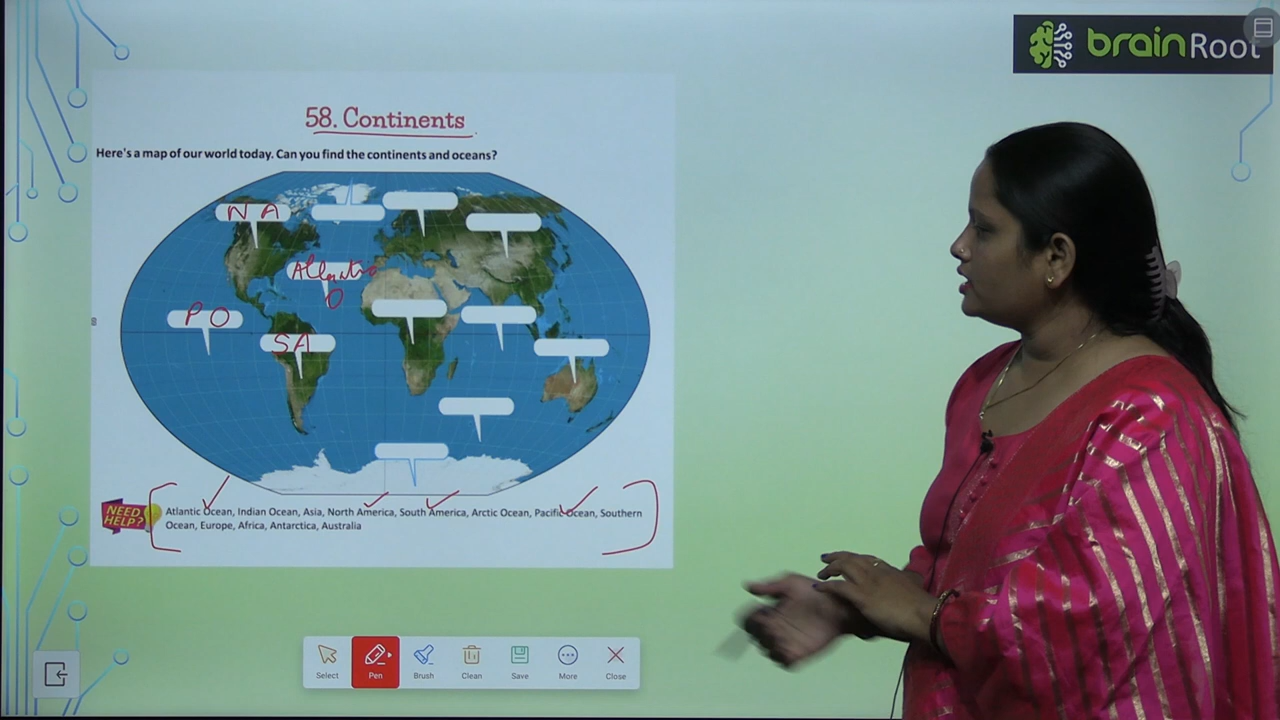 brainRoot
58. Continents
Here's a map of our world today. Can you find the continents and oceans?
N A
Atlantic
O
P O
S A
NEED HELP?
Atlantic Ocean, Indian Ocean, Asia, North America, South America, Arctic Ocean, Pacific Ocean, Southern
Ocean, Europe, Africa, Antarctica, Australia
Select Pen Brush Clean Save More Close